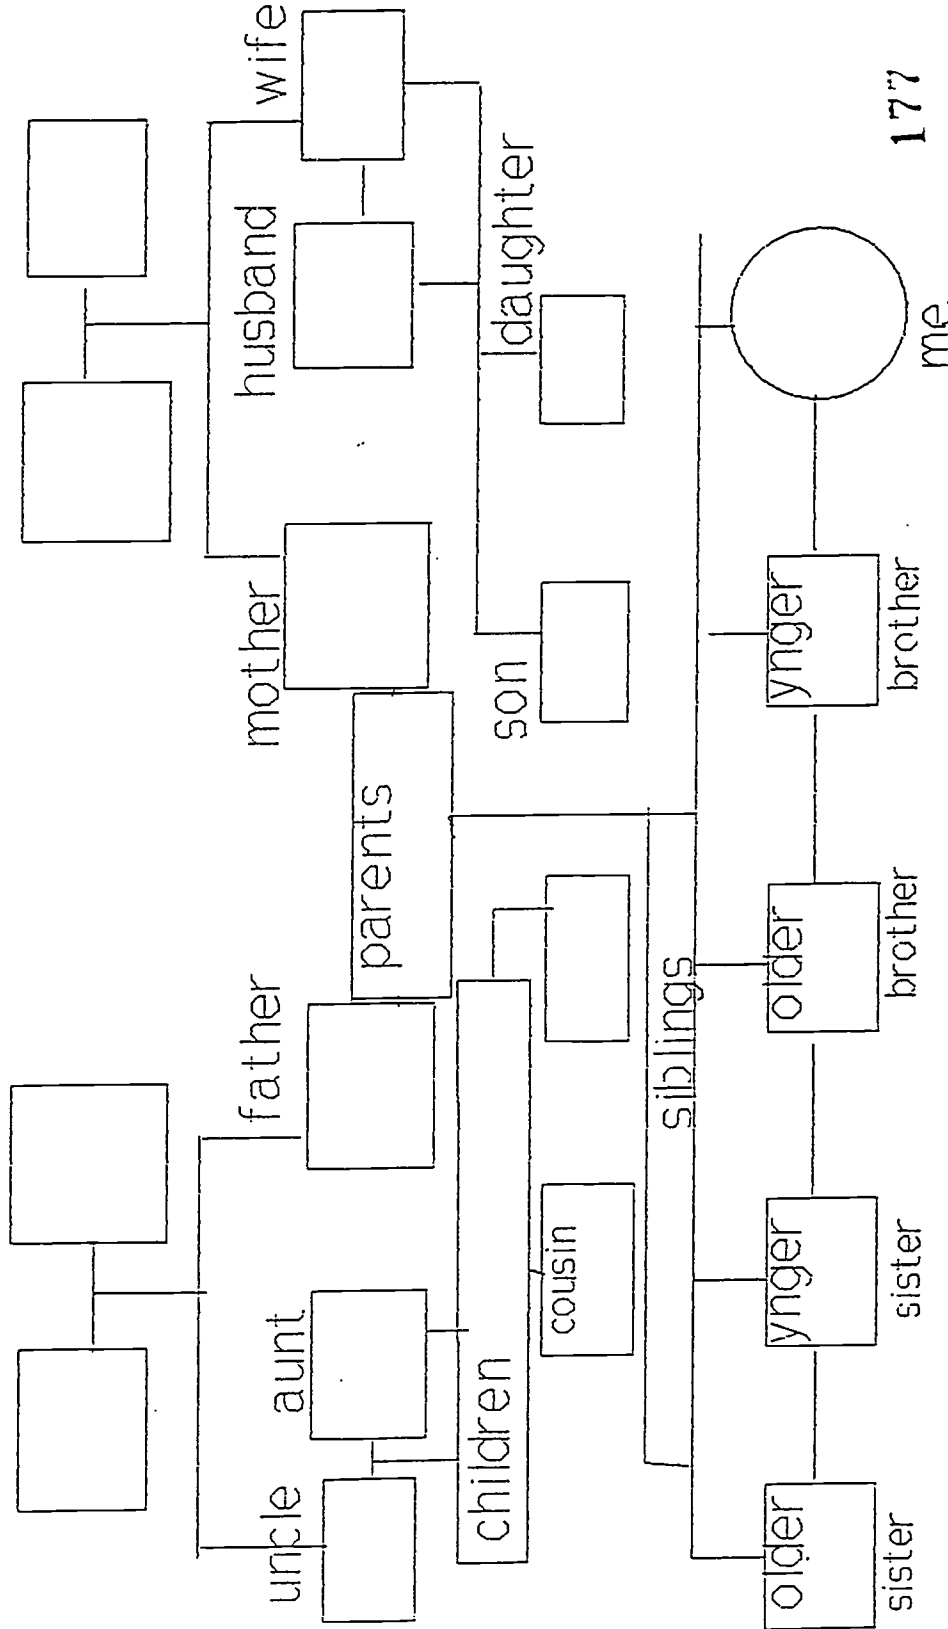 uncle
aunt
father
mother
husband
wife
parents
children
son
daughter
cousin
siblings
older
ynger
older
ynger
sister
sister
brother
brother
me
177